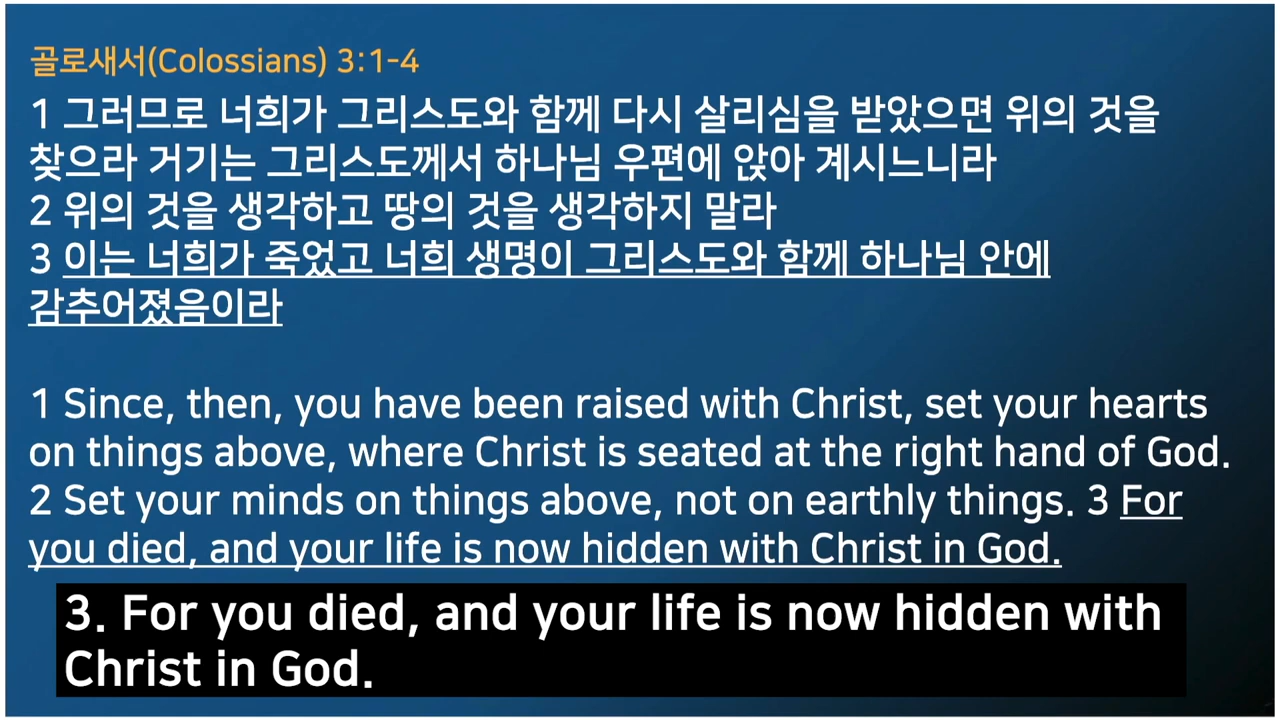 골로새서(Colossians) 3:1-4
1 그러므로 너희가 그리스도와 함께 다시 살리심을 받았으면 위의 것을
찾으라 거기는 그리스도께서 하나님 우편에 앉아 계시느니라
2 위의 것을 생각하고 땅의 것을 생각하지 말라
3 이는 너희가 죽었고 너희 생명이 그리스도와 함께 하나님 안에
감추어졌음이라
1 Since, then, you have been raised with Christ, set your hearts
on things above, where Christ is seated at the right hand of God.
2 Set your minds on things above, not on earthly things. 3 For
you died, and your life is now hidden with Christ in God.
3. For you died, and your life is now hidden with
Christ in God.